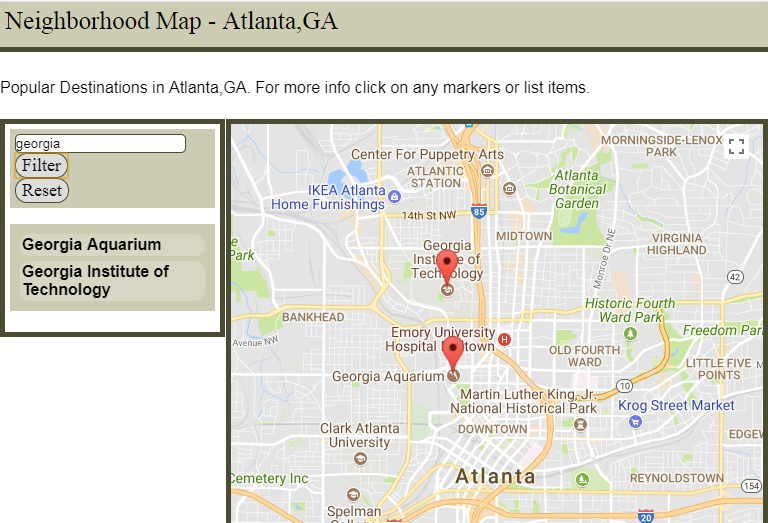 Neighborhood Map - Atlanta,GA
Popular Destinations in Atlanta,GA. For more info click on any markers or list items.
georgia
Filter
Reset
Georgia Aquarium
Georgia Institute of
Technology
MORNINGSIDE-LENOX
PARK
Center For Puppetry Arts
ATLANTIC
STATION
Atlanta
Botanical
Garden
IKEA Atlanta
Home Furnishings
85
14th St NW
MIDTOWN
VIRGINIA
HIGHLAND
e
Park
Georgia
Institute of
Technology
Monroe Dr NE
42
Historic Fourth
Ward Park
BANKHEAD
Freedom Par
Emory University
Hospital Midtown
H
Avenue NW
OLD FOURTH
WARD
LITTLE FIVE
POINTS
Georgia Aquarium
10
Martin Luther King, Jr.
National Historical Park
Krog Street Market
Clark Atlanta
University
DOWNTOWN
EDGEW
Atlanta
Cemetery Inc
REYNOLDSTOWN
154
Spelman
20